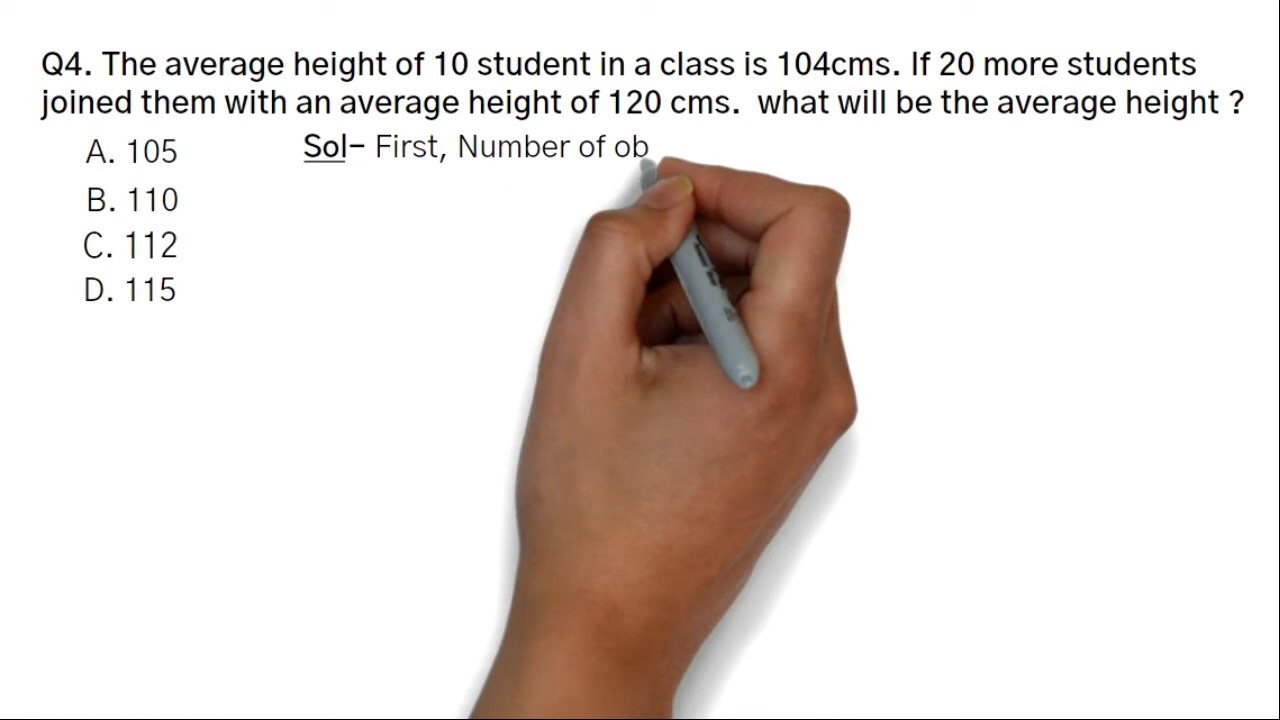 Q4. The average height of 10 student in a class is 104cms. If 20 more students
joined them with an average height of 120 cms. what will be the average height ?
A. 105
Sol- First, Number of ob
B. 110
C. 112
D. 115